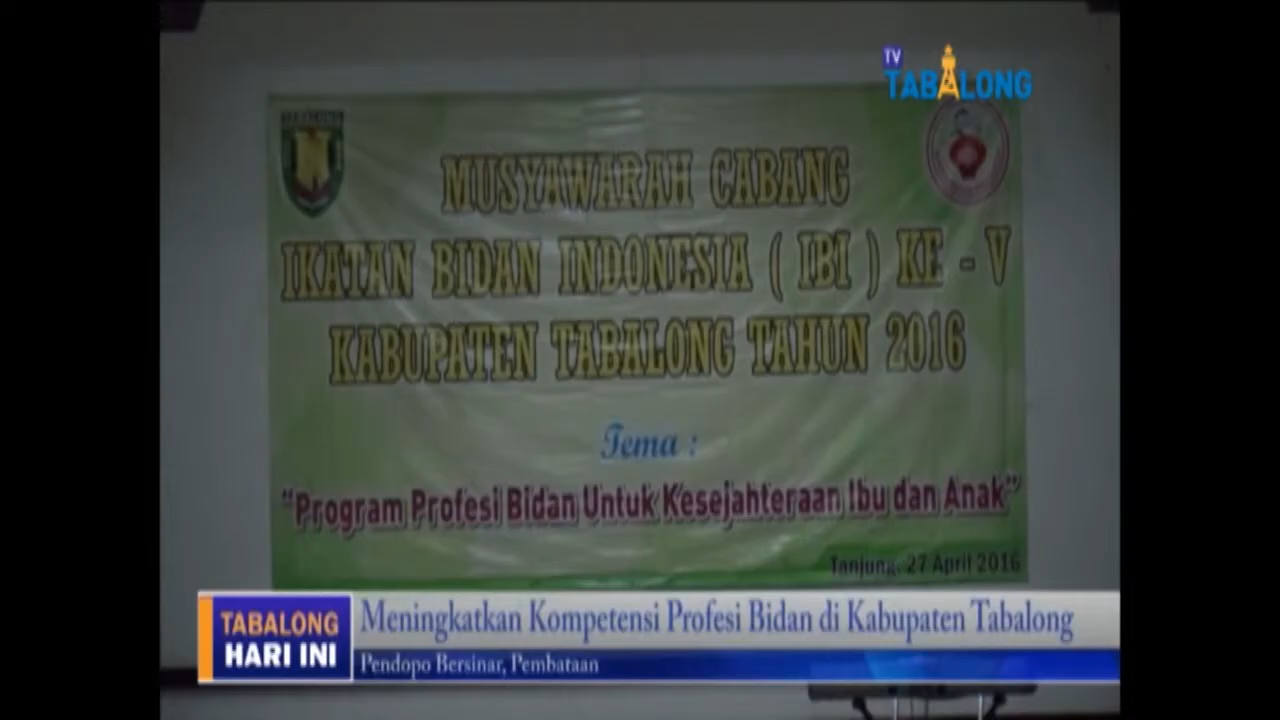 TV
TABALONG
MUSYAWARAH CABANG
IKATAN BIDAN INDONESIA ( IBI ) KE - V
KABUPATEN TABALONG TAHUN 2016
Tema :
"Program Profesi Bidan Untuk Kesejahteraan Ibu dan Anak"
Tanjung, 27 April 2016
TABALONG
HARI INI
Meningkatkan Kompetensi Profesi Bidan di Kabupaten Tabalong
Pendopo Bersinar, Pembataan